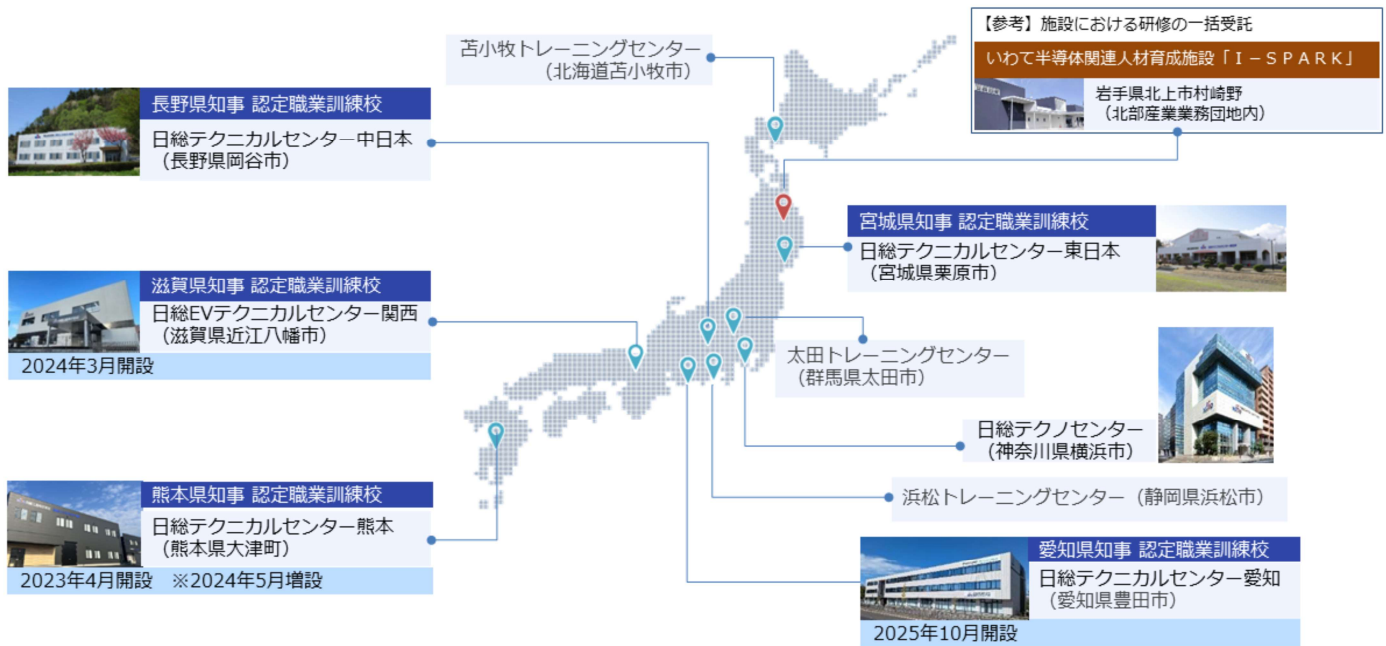 【参考】施設における研修の一括受託
いわて半導体関連人材育成施設「Ｉ－ＳＰＡＲＫ」
岩手県北上市村崎野
（北部産業業務団地内）
苫小牧トレーニングセンター
（北海道苫小牧市）
長野県知事 認定職業訓練校
日総テクニカルセンター中日本
（長野県岡谷市）
宮城県知事 認定職業訓練校
日総テクニカルセンター東日本
（宮城県栗原市）
滋賀県知事 認定職業訓練校
日総EVテクニカルセンター関西
（滋賀県近江八幡市）
2024年3月開設
太田トレーニングセンター
（群馬県太田市）
日総テクノセンター
（神奈川県横浜市）
浜松トレーニングセンター（静岡県浜松市）
熊本県知事 認定職業訓練校
日総テクニカルセンター熊本
（熊本県大津町）
2023年4月開設　※2024年5月増設
愛知県知事 認定職業訓練校
日総テクニカルセンター愛知
（愛知県豊田市）
2025年10月開設